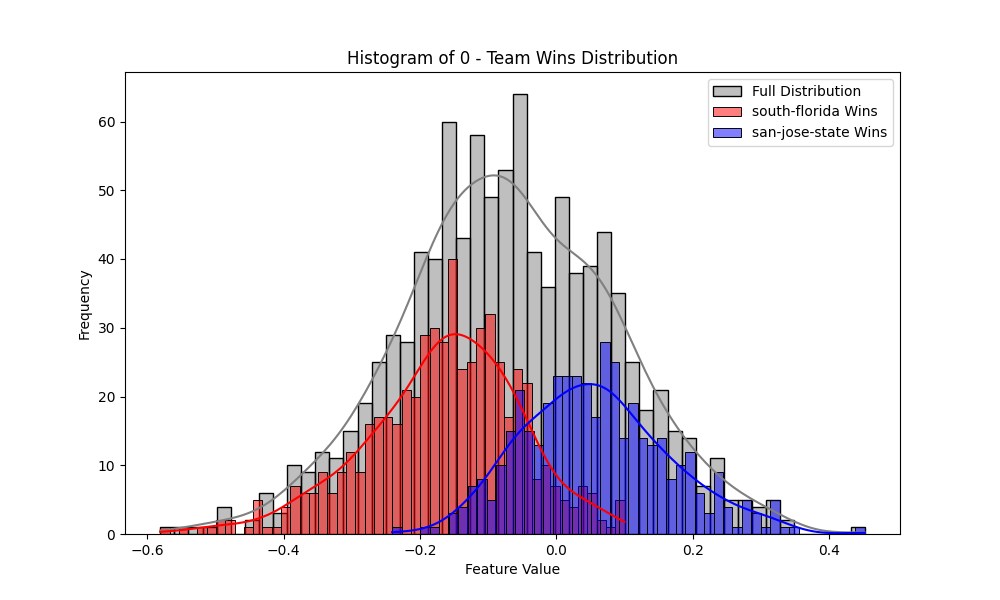 Histogram of 0 - Team Wins Distribution
Full Distribution
south-florida Wins
san-jose-state Wins
Frequency
60
50
40
30
20
10
0
−0.6
−0.4
−0.2
0.0
0.2
0.4
Feature Value